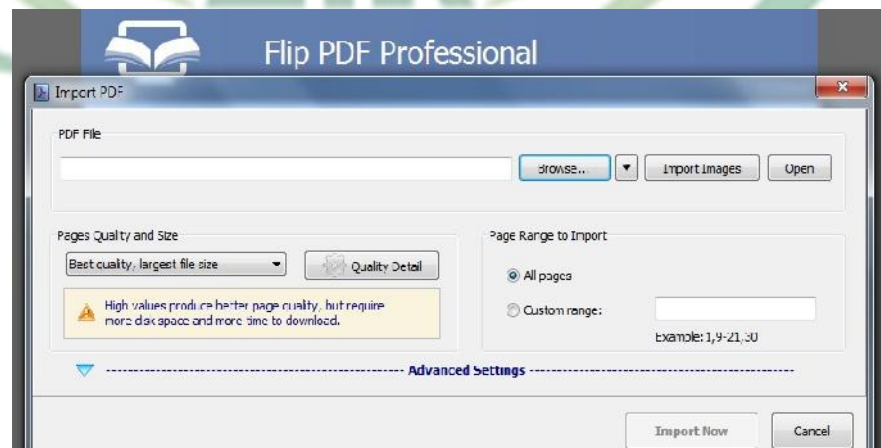 Flip PDF Professional
Import PDF
PDF File
Browse... Import Images Open
Pages Quality and Size
Best quality, largest file size Quality Detail
High values produce better page quality, but require
more disk space and more time to download.
Page Range to Import
All pages
Custom range:
Example: 1,9-21,30
Advanced Settings
Import Now Cancel